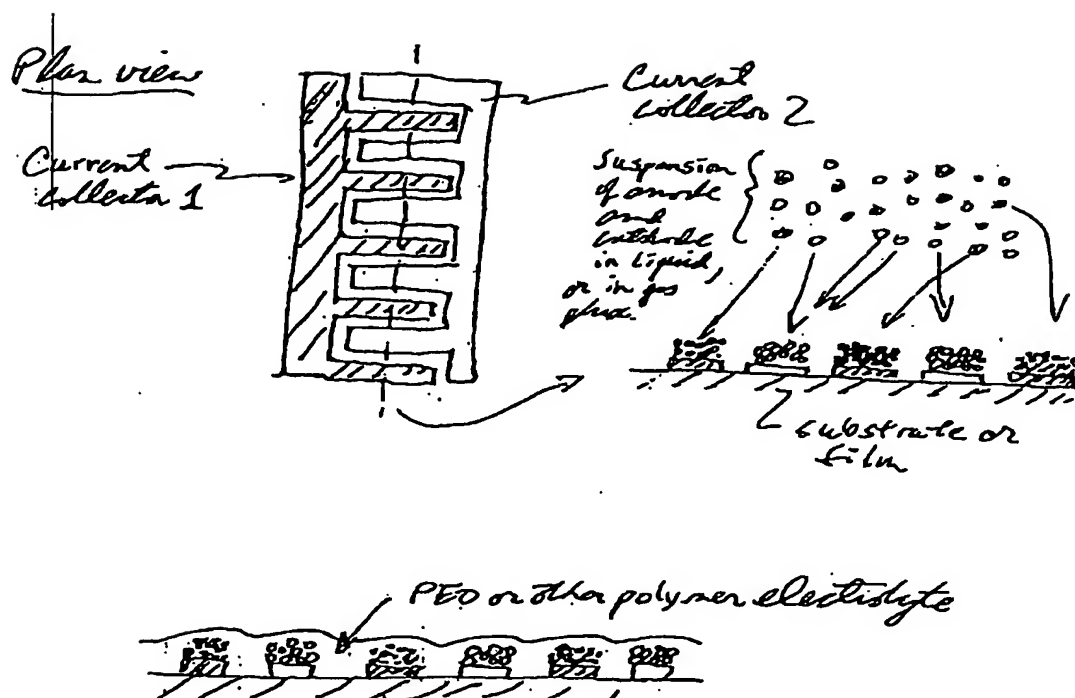 Plan view
Current
collector 1
Current
collector 2
Suspension
of anode
and
cathode
in liquid,
or in gas
phase.
substrate or
film
PEO or other polymer electrolyte